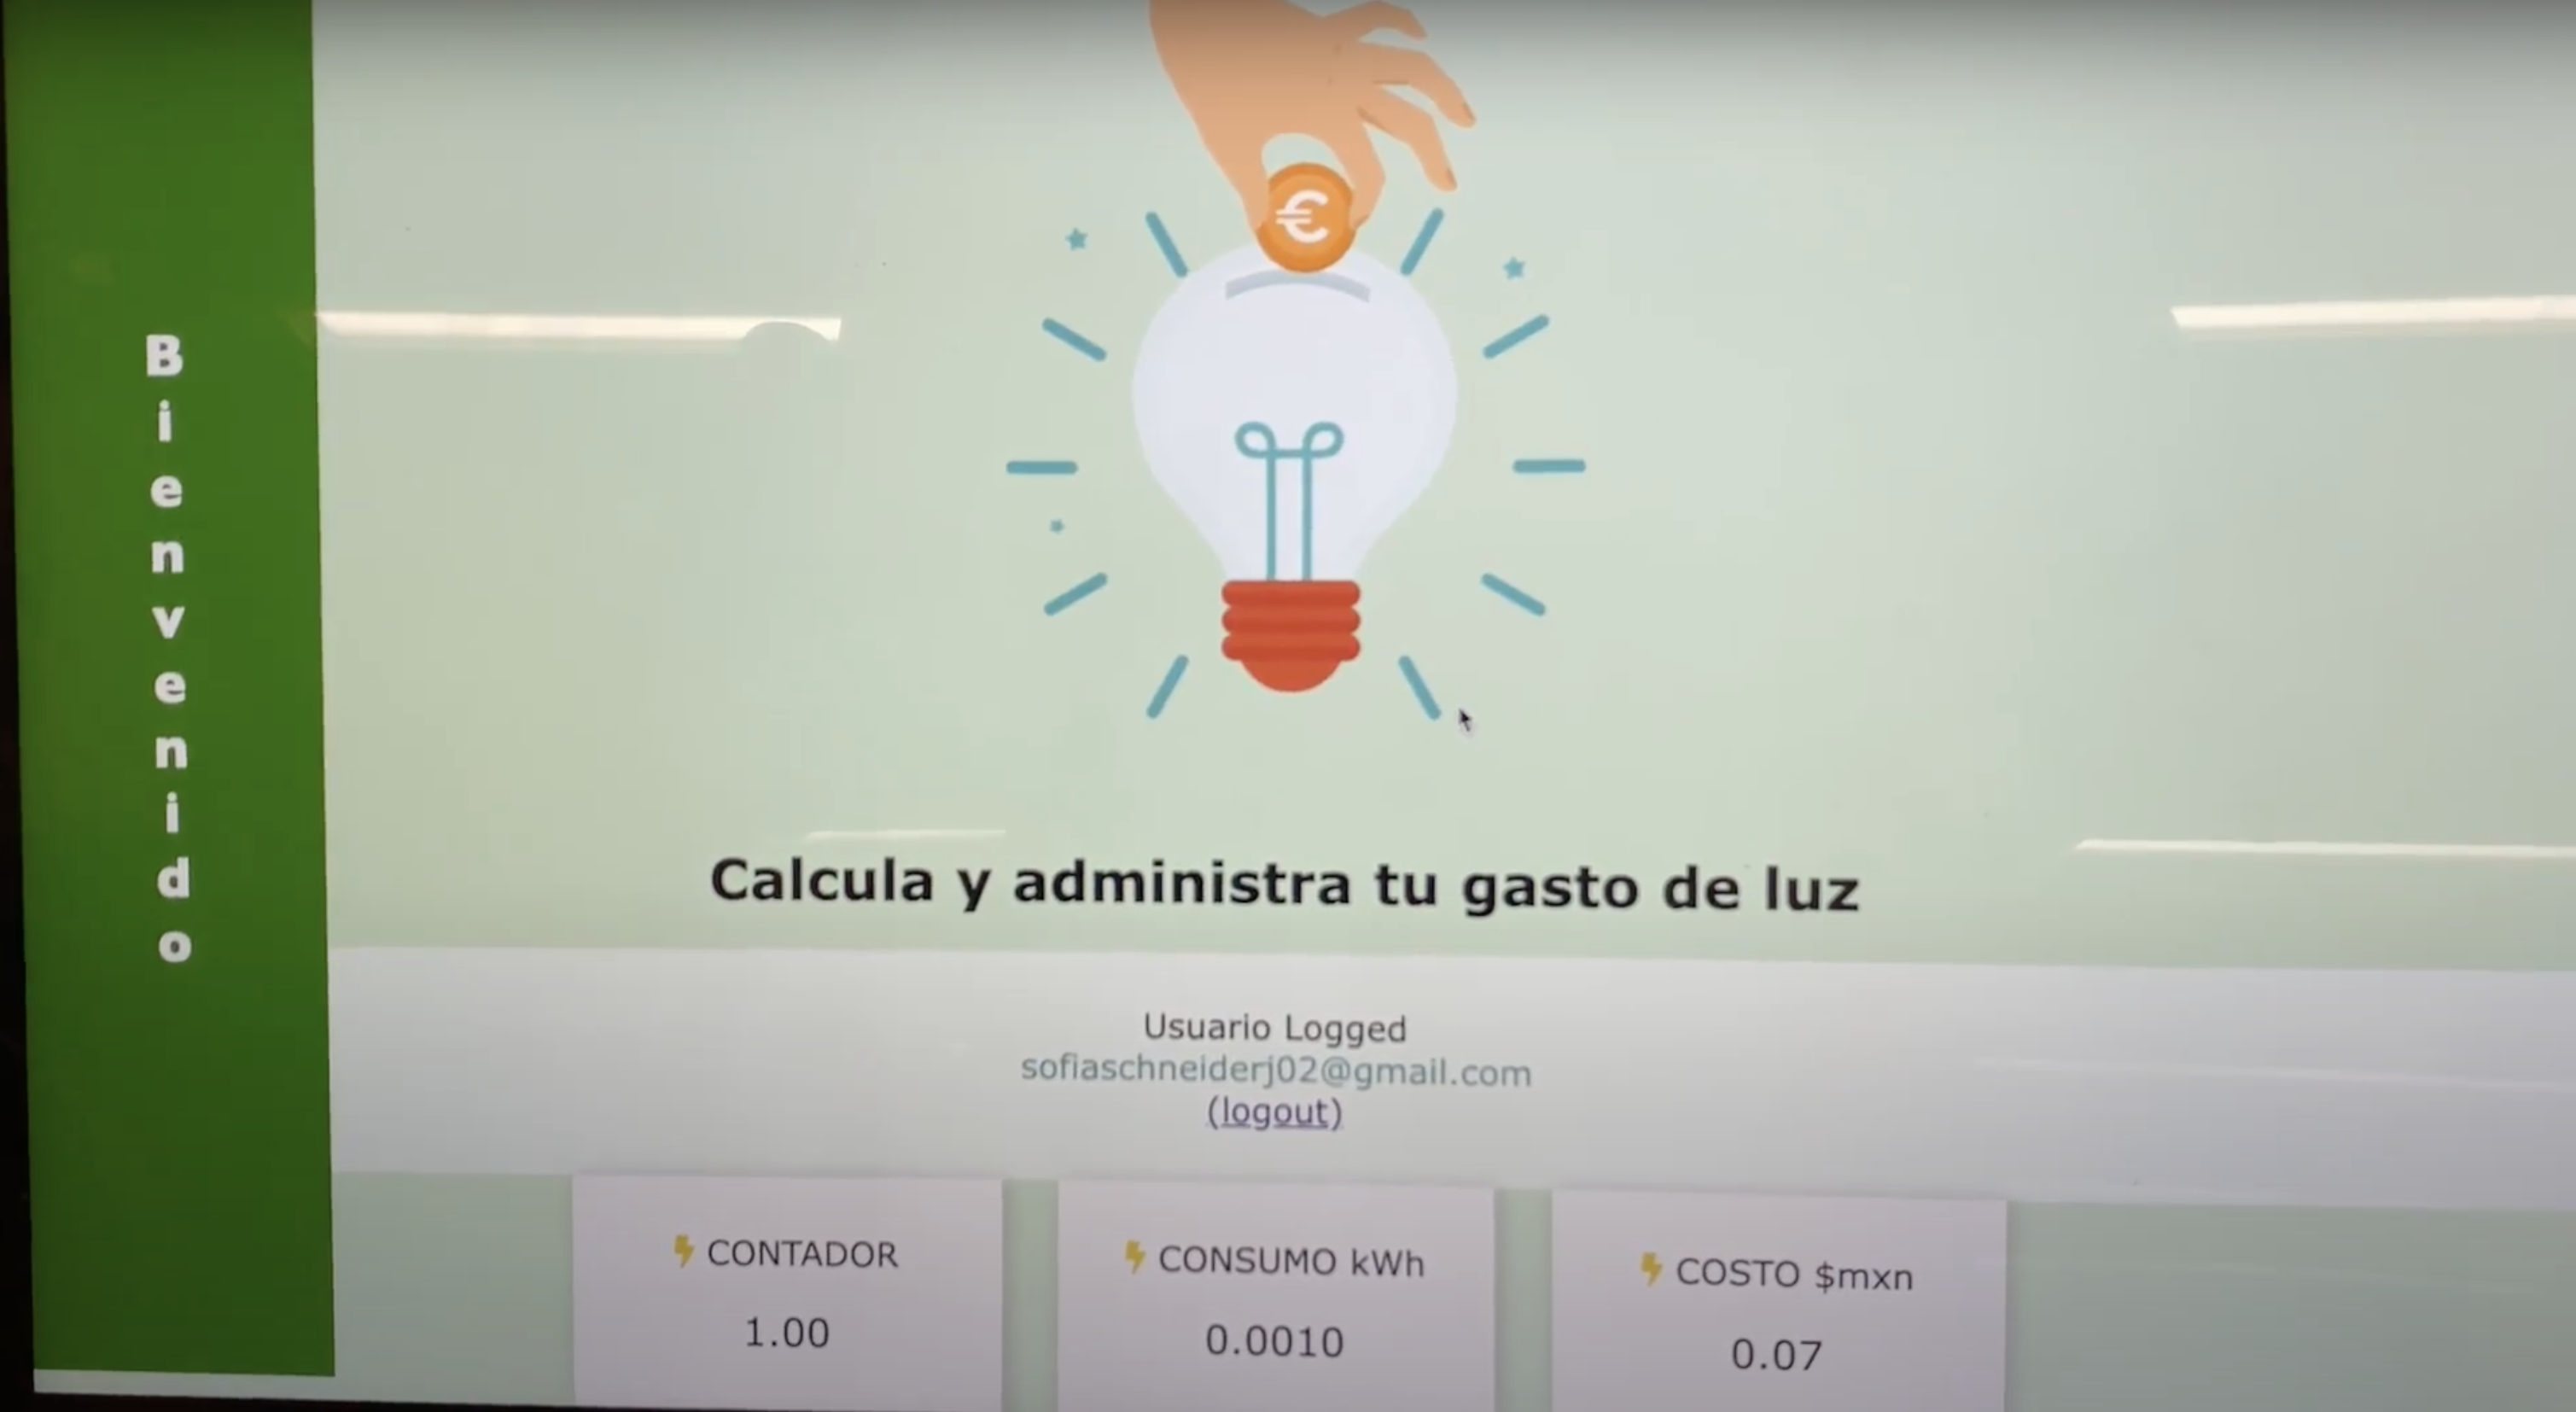 Bienvenido
€
Calcula y administra tu gasto de luz
Usuario Logged
sofiaschneiderj02@gmail.com
(logout)
CONTADOR
1.00
CONSUMO kWh
0.0010
COSTO $mxn
0.07